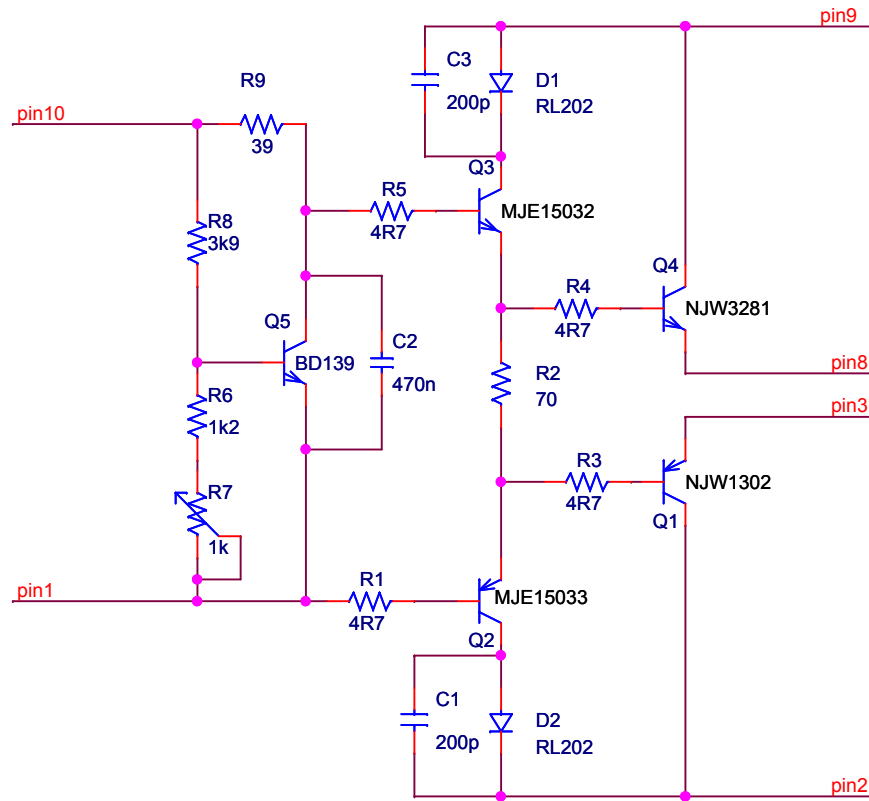 pin9
C3
200p
D1
RL202
R9
39
pin10
Q3
MJE15032
R5
4R7
R8
3k9
Q4
NJW3281
R4
4R7
Q5
BD139
C2
470n
R2
70
pin8
R6
1k2
pin3
R3
4R7
NJW1302
Q1
R7
1k
pin1
R1
4R7
MJE15033
Q2
C1
200p
D2
RL202
pin2